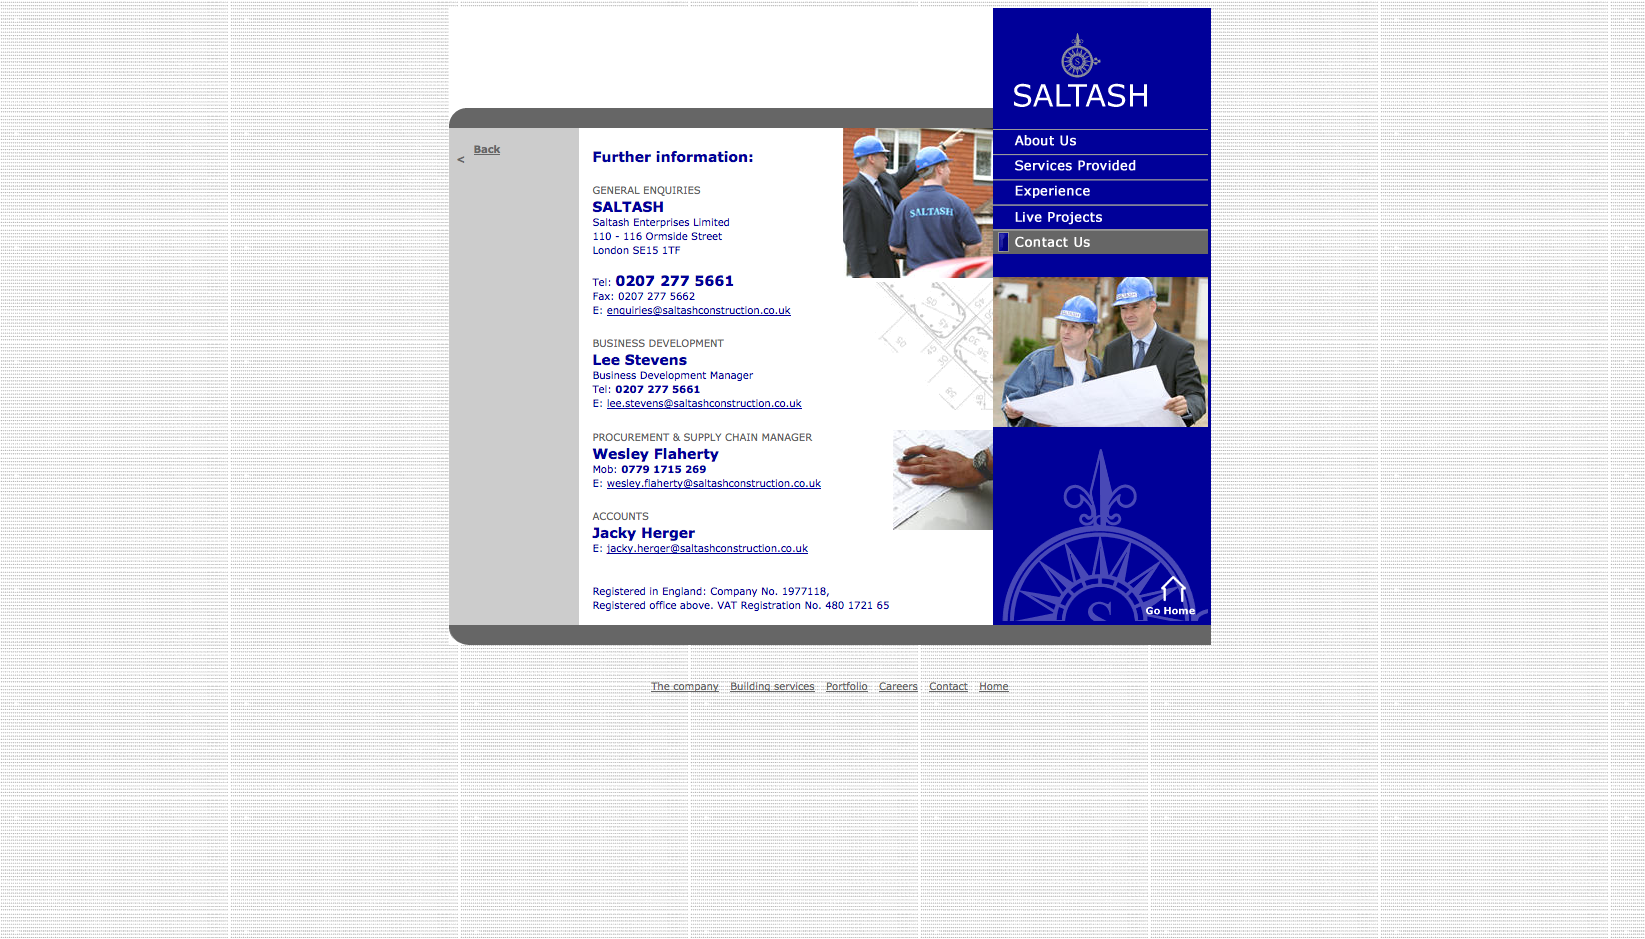 SALTASH
About Us
Services Provided
Experience
Live Projects
Contact Us
< Back
Further information:
GENERAL ENQUIRIES
SALTASH
Saltash Enterprises Limited
110 - 116 Ormside Street
London SE15 1TF
Tel: 0207 277 5661
Fax: 0207 277 5662
E: enquiries@saltashconstruction.co.uk
BUSINESS DEVELOPMENT
Lee Stevens
Business Development Manager
Tel: 0207 277 5661
E: lee.stevens@saltashconstruction.co.uk
PROCUREMENT & SUPPLY CHAIN MANAGER
Wesley Flaherty
Mob: 0779 1715 269
E: wesley.flaherty@saltashconstruction.co.uk
ACCOUNTS
Jacky Herger
E: jacky.herger@saltashconstruction.co.uk
Registered in England: Company No. 1977118,
Registered office above. VAT Registration No. 480 1721 65
SALTASH
SALTASH
S
Go Home
The company Building services Portfolio Careers Contact Home